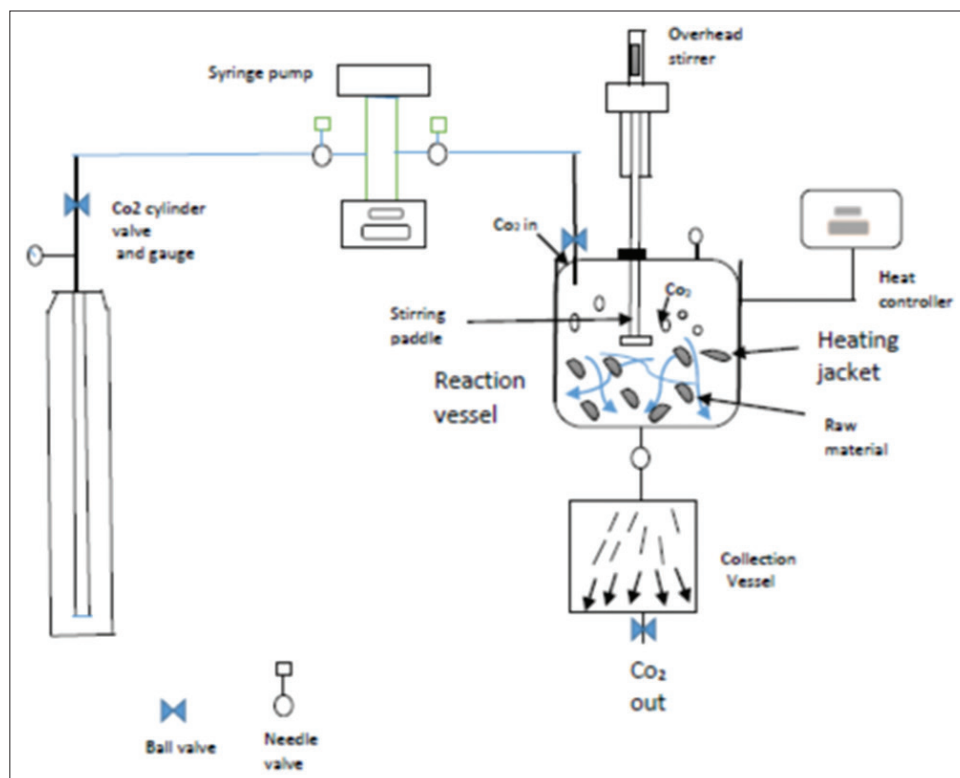 Overhead
stirrer
Syringe pump
Co2 cylinder
valve
and gauge
Co₂ in
Co₂
Heat
controller
Stirring
paddle
Heating
jacket
Reaction
vessel
Raw
material
Collection
Vessel
Co₂
out
Ball valve
Needle
valve